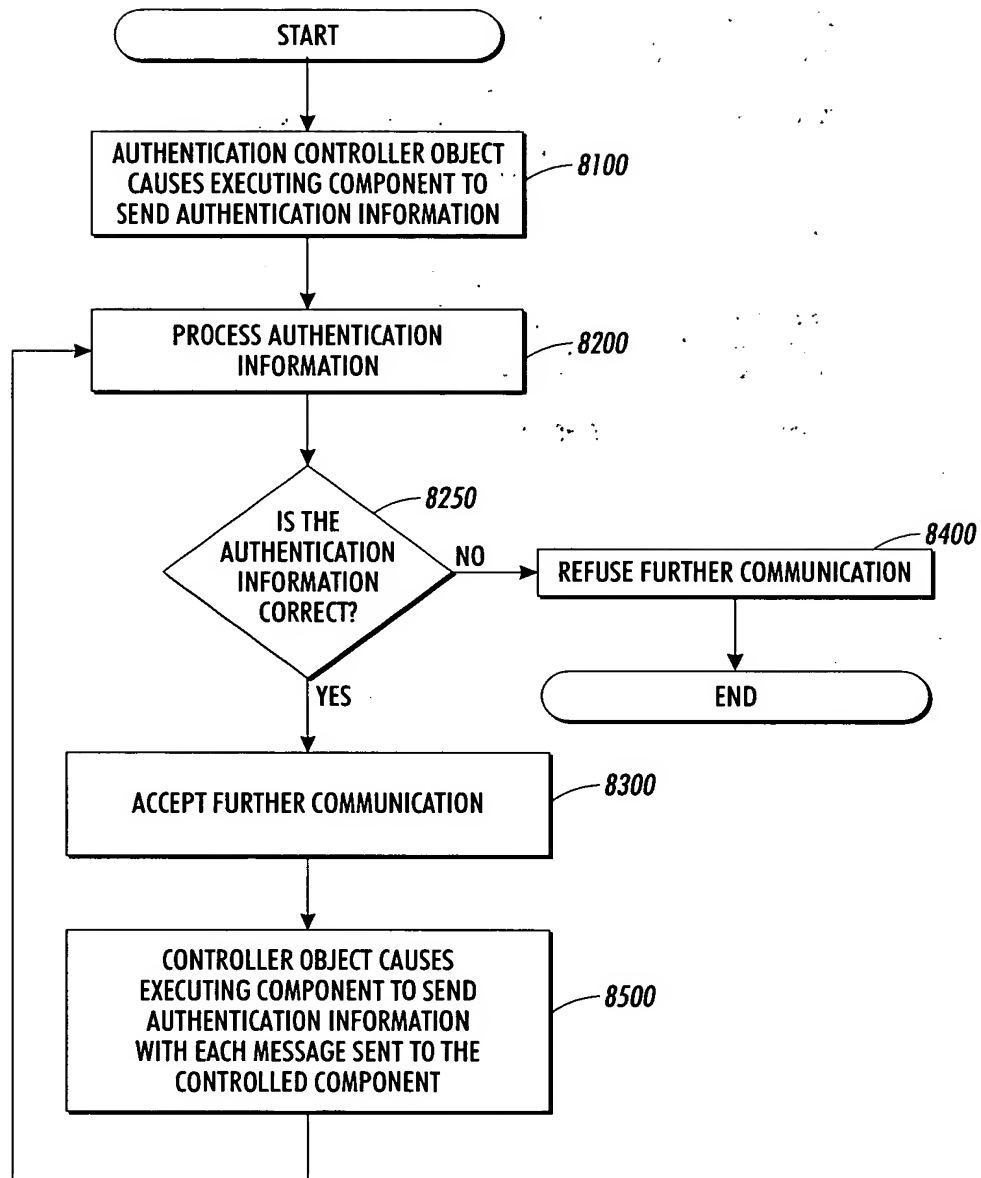 START
AUTHENTICATION CONTROLLER OBJECT
CAUSES EXECUTING COMPONENT TO
SEND AUTHENTICATION INFORMATION
8100
PROCESS AUTHENTICATION
INFORMATION
8200
IS THE
AUTHENTICATION
INFORMATION
CORRECT?
8250
NO
8400
REFUSE FURTHER COMMUNICATION
END
YES
ACCEPT FURTHER COMMUNICATION
8300
CONTROLLER OBJECT CAUSES
EXECUTING COMPONENT TO SEND
AUTHENTICATION INFORMATION
WITH EACH MESSAGE SENT TO THE
CONTROLLED COMPONENT
8500